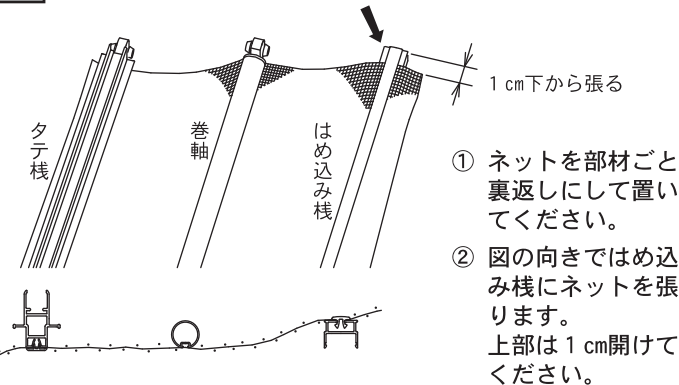 1㎝下から張る
タテ桟
巻軸
はめ込み桟
① ネットを部材ごと
裏返しにして置い
てください。
② 図の向きではめ込
み桟にネットを張
ります。
上部は1㎝開けて
ください。